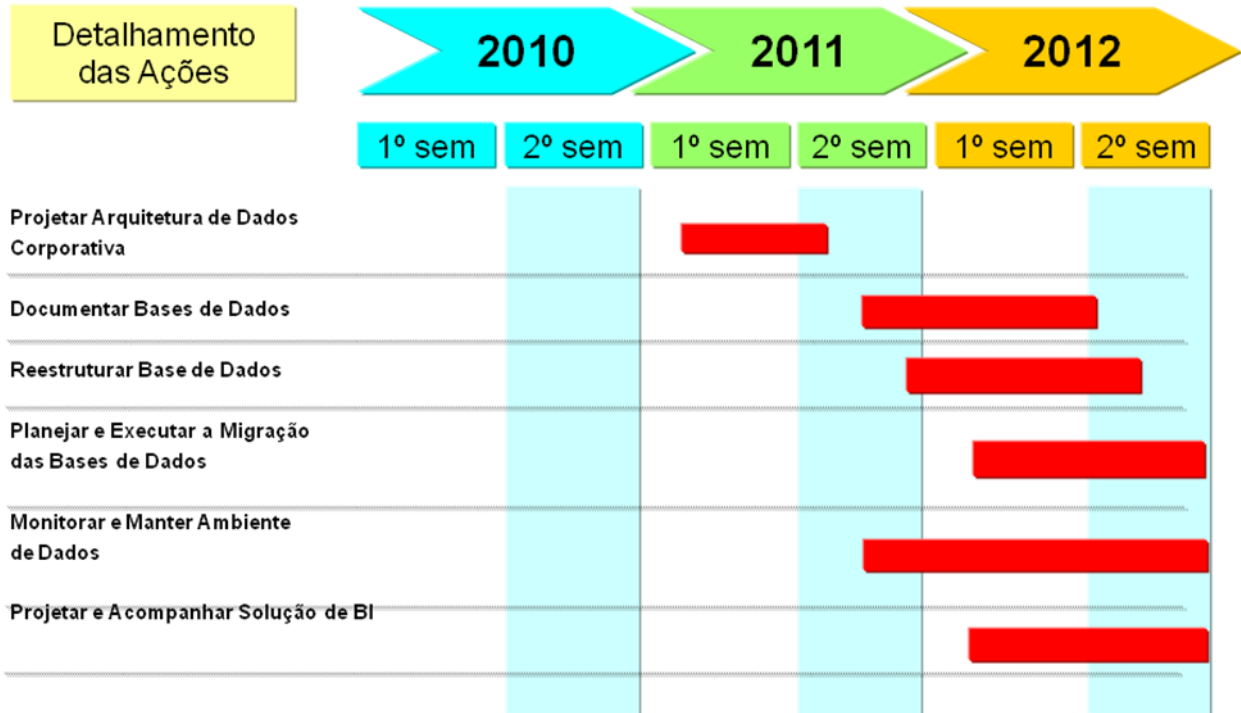 Detalhamento
das Ações
2010
2011
2012
1º sem
2º sem
1º sem
2º sem
1º sem
2º sem
Projetar Arquitetura de Dados
Corporativa
Documentar Bases de Dados
Reestruturar Base de Dados
Planejar e Executar a Migração
das Bases de Dados
Monitorar e Manter Ambiente
de Dados
Projetar e Acompanhar Solução de BI